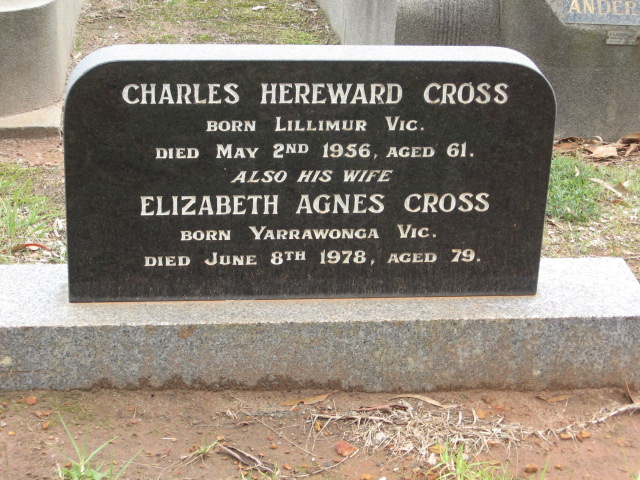 ANDER
CHARLES HEREWARD CROSS
BORN LILLIMUR VIC.
DIED MAY 2ND 1956, AGED 61.
ALSO HIS WIFE
ELIZABETH AGNES CROSS
BORN YARRAWONGA VIC.
DIED JUNE 8TH 1978, AGED 79.